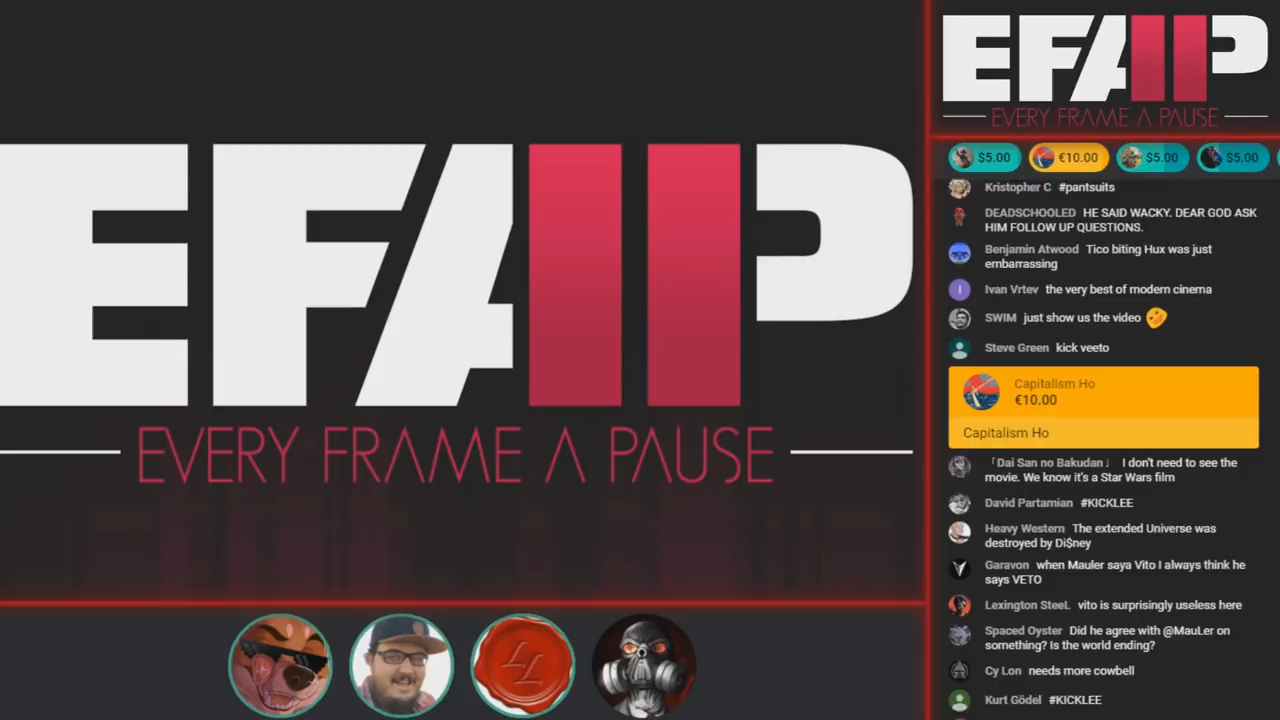 EFAP
EVERY FRAME A PAUSE
LL
EFAP
EVERY FRAME A PAUSE
$5.00
€10.00
$5.00
$5.00
Kristopher C #pantsuits
DEADSCHOOLED HE SAID WACKY. DEAR GOD ASK
HIM FOLLOW UP QUESTIONS.
Benjamin Atwood Tico biting Hux was just
embarrassing
I
Ivan Vrtev the very best of modern cinema
SWIM just show us the video
Steve Green kick veeto
Capitalism Ho
€10.00
Capitalism Ho
「Dai San no Bakudan」 I don't need to see the
movie. We know it's a Star Wars film
David Partamian #KICKLEE
Heavy Western The extended Universe was
destroyed by Di$ney
Garavon when Mauler saya Vito I always think he
says VETO
Lexington SteeL vito is surprisingly useless here
Spaced Oyster Did he agree with @MauLer on
something? Is the world ending?
Cy Lon needs more cowbell
Kurt Gödel #KICKLEE